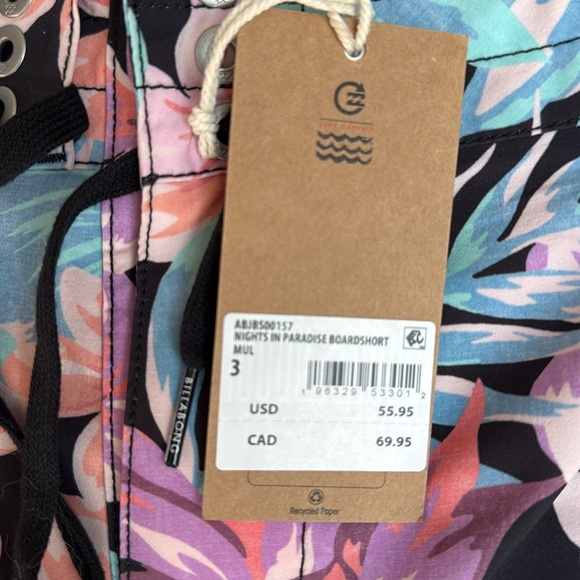 ABJBS00157
NIGHTS IN PARADISE BOARDSHORT
MUL
3
1 96329 53301 2
USD 55.95
CAD 69.95
BILLABONG
Recycled Paper